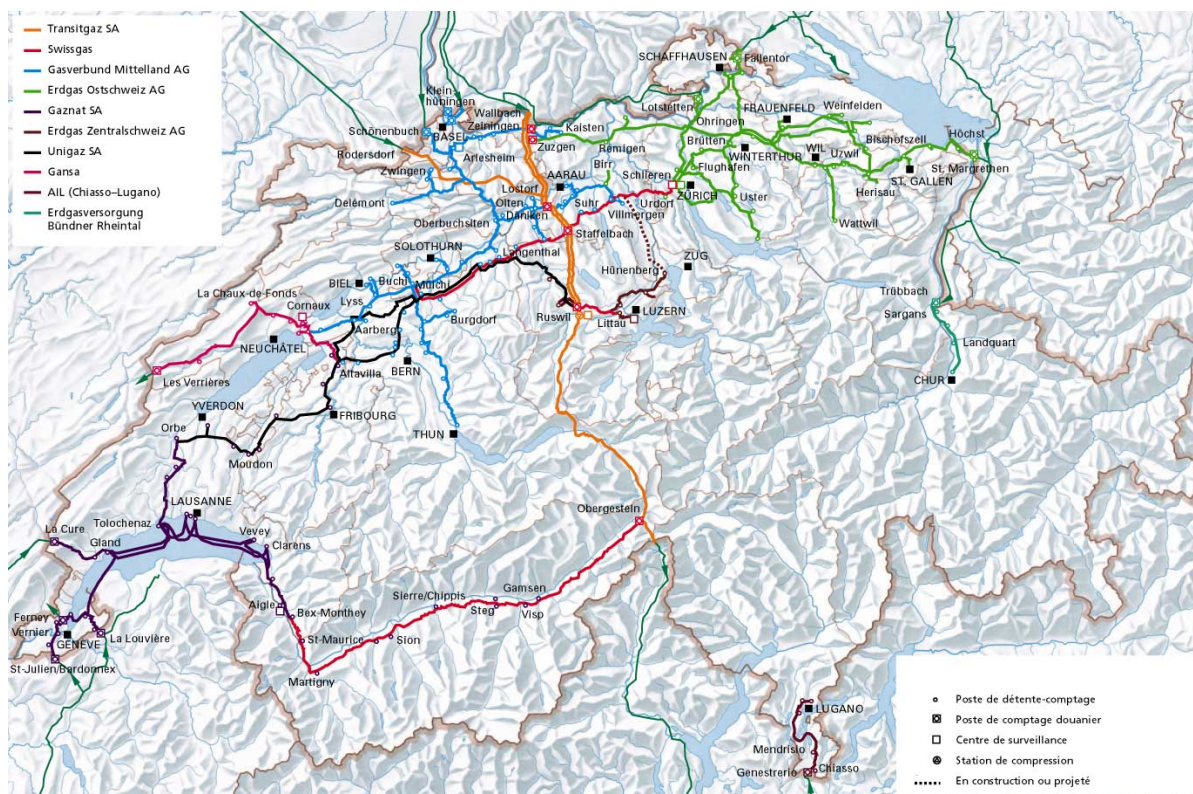 Transitgaz SA
Swissgas
Gasverbund Mittelland AG
Erdgas Ostschweiz AG
Gaznat SA
Erdgas Zentralschweiz AG
Unigaz SA
Gansa
AIL (Chiasso–Lugano)
Erdgasversorgung
Bündner Rheintal
SCHAFFHAUSEN
Fallentor
Klein-
hüningen
Wallbach
Zeiningen
Lotstetten
FRAUENFELD
Weinfelden
Schönenbuch
BASEL
Kaisten
Ohringen
Zuzgen
Remigen
Brütten
Bischofszell
Höchst
Rodersdorf
Arlesheim
Birr
WINTERTHUR
WIL
Uzwil
St. Margrethen
Zwingen
Lostorf
AARAU
Schlieren
Flughafen
ST. GALLEN
Delémont
Olten
Suhr
ZÜRICH
Herisau
Däniken
Villmergen
Urdorf
Uster
Oberbuchsiten
Wattwil
Staffelbach
SOLOTHURN
Langenthal
ZUG
BIEL
Büchi
Mülchi
Hünenberg
La Chaux-de-Fonds
Lyss
Cornaux
Trübbach
Burgdorf
Ruswil
LUZERN
Sargans
Aarberg
Littau
NEUCHÂTEL
Landquart
Altavilla
BERN
Les Verrières
CHUR
YVERDON
FRIBOURG
Orbe
THUN
Moudon
LAUSANNE
Obergesteln
La Cure
Tolochenaz
Vevey
Gland
Clarens
Gamsen
Sierre/Chippis
Aigle
Bex-Monthey
Steg
Visp
Ferney
Vernier
La Louvière
St-Maurice
Sion
GENÈVE
St-Julien/Bardonnex
Martigny
Poste de détente-comptage
LUGANO
Poste de comptage douanier
Centre de surveillance
Mendrisio
Station de compression
Genestrerio
Chiasso
En construction ou projeté